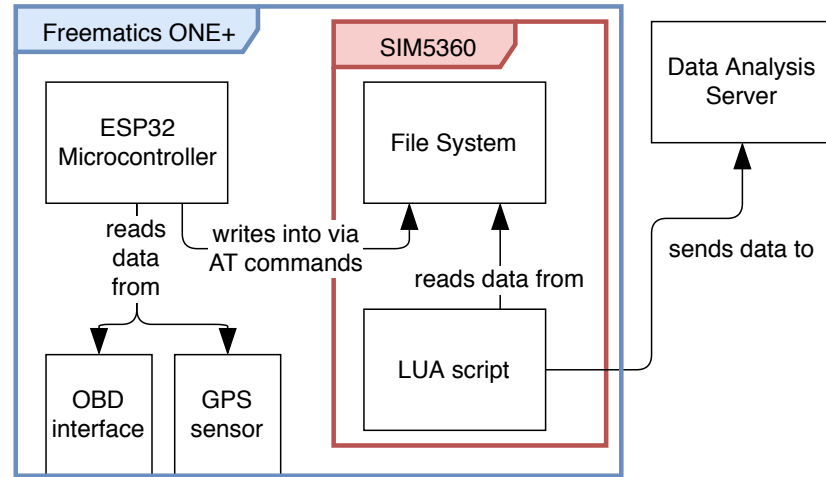 Freematics ONE+
SIM5360
Data Analysis
Server
ESP32
Microcontroller
File System
reads
data
from
writes into via
AT commands
sends data to
reads data from
OBD
interface
GPS
sensor
LUA script